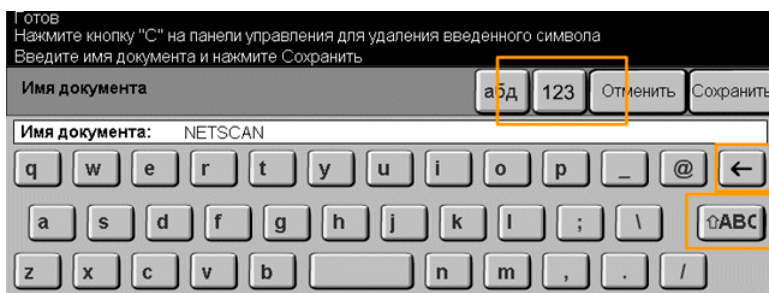 Готов
Нажмите кнопку "С" на панели управления для удаления введенного символа
Введите имя документа и нажмите Сохранить
Имя документа абд 123 Отменить Сохранить
Имя документа: NETSCAN
q w e r t y u i o p _ @ ←
a s d f g h j k l ; \ ⇧ABC
z x c v b n m , . /